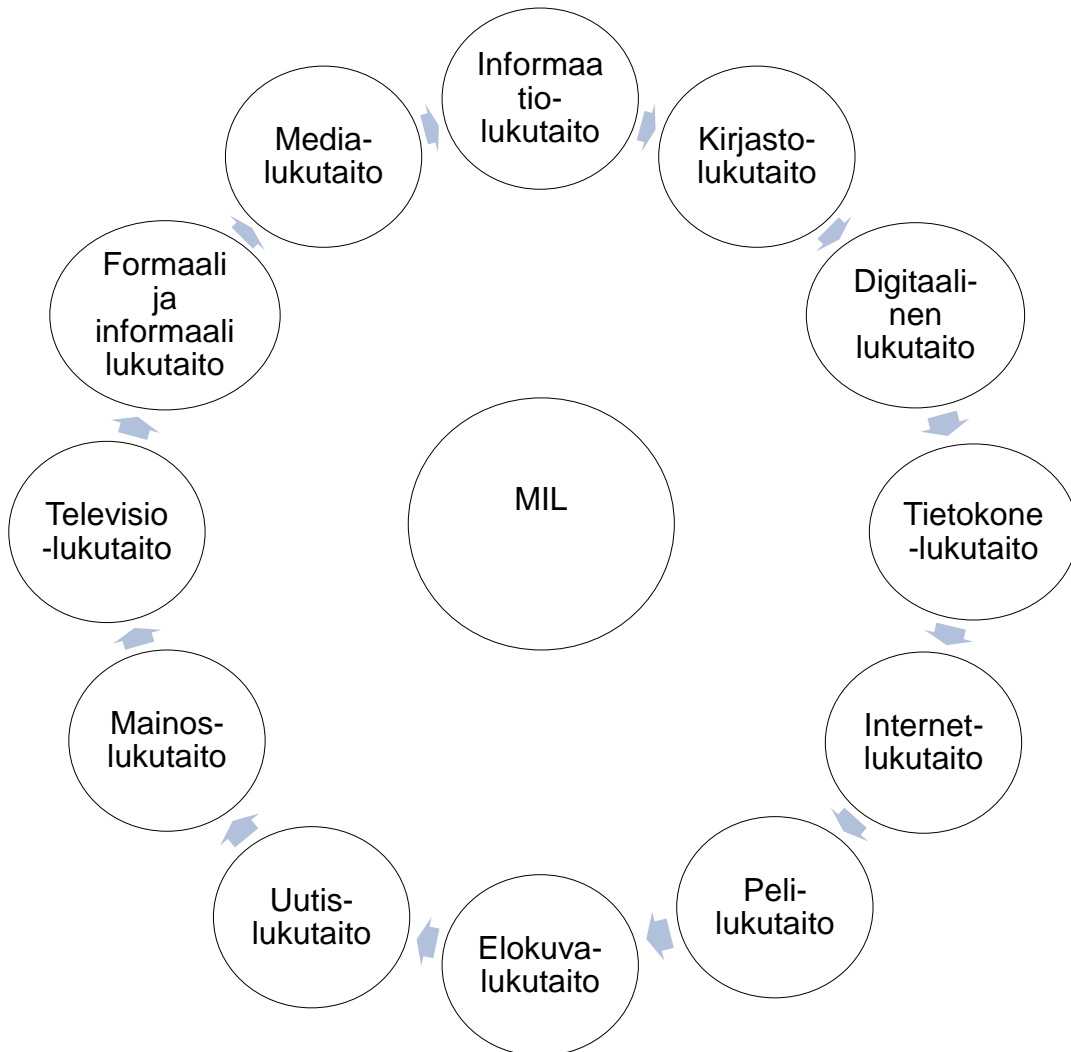 Informaa
tio-
lukutaito
Kirjasto-
lukutaito
Digitaali-
nen
lukutaito
Tietokone
-lukutaito
Internet-
lukutaito
Peli-
lukutaito
Elokuva-
lukutaito
Uutis-
lukutaito
Mainos-
lukutaito
Televisio
-lukutaito
Formaali
ja
informaali
lukutaito
Media-
lukutaito
MIL